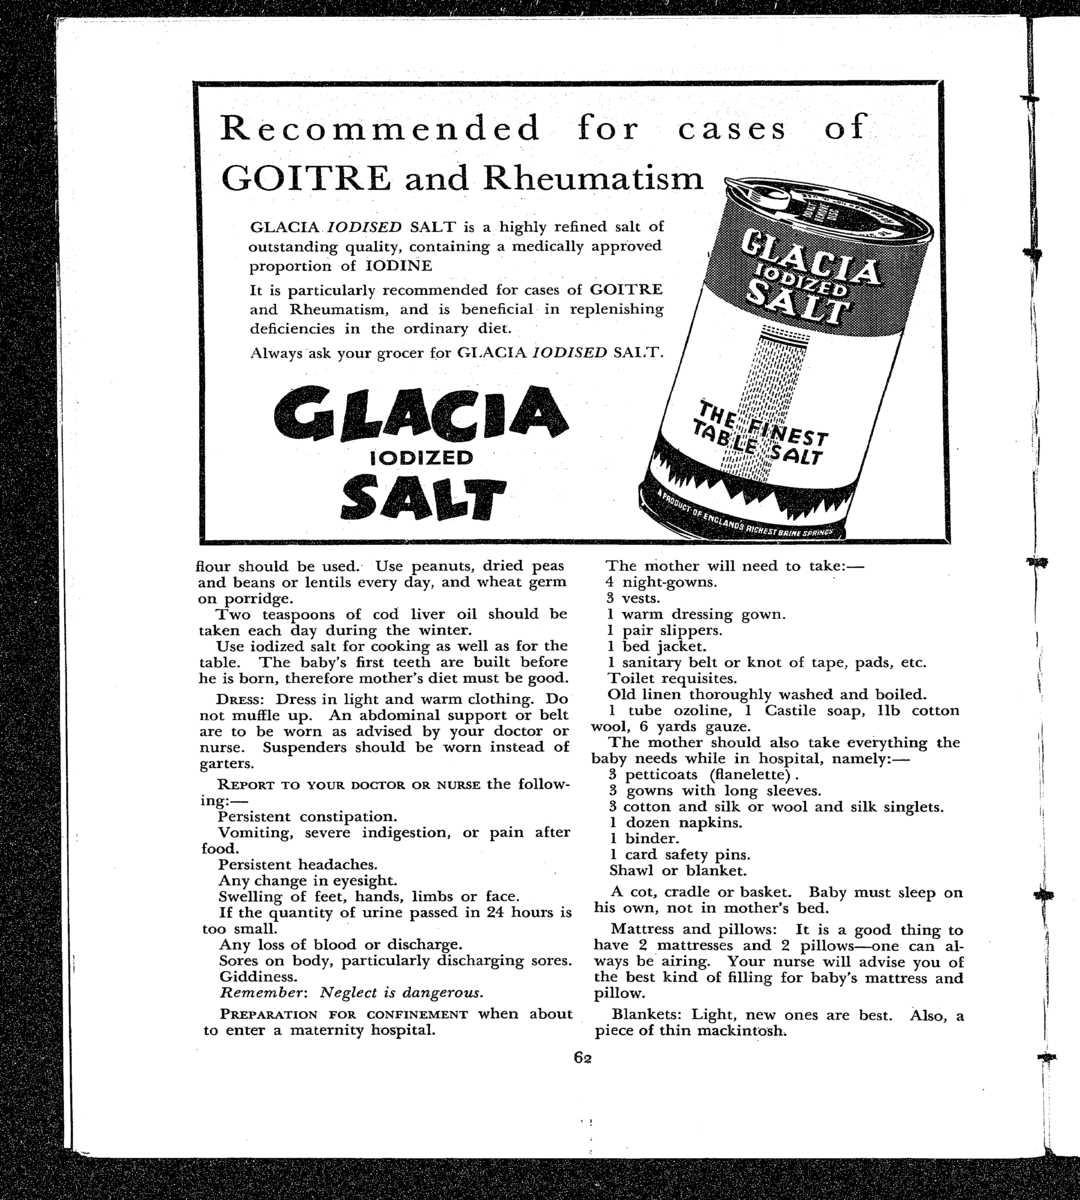 Recommended for cases of
GOITRE and Rheumatism
GLACIA IODISED SALT is a highly refined salt of
outstanding quality, containing a medically approved
proportion of IODINE
It is particularly recommended for cases of GOITRE
and Rheumatism, and is beneficial in replenishing
deficiencies in the ordinary diet.
Always ask your grocer for GLACIA IODISED SALT.
GLACIA
IODIZED
SALT
GLACIA
IODIZED
SALT
THE FINEST
TABLE SALT
A PRODUCT OF ENGLAND'S RICHEST BRINE SPRINGS
flour should be used. Use peanuts, dried peas
and beans or lentils every day, and wheat germ
on porridge.
Two teaspoons of cod liver oil should be
taken each day during the winter.
Use iodized salt for cooking as well as for the
table. The baby's first teeth are built before
he is born, therefore mother's diet must be good.
DRESS: Dress in light and warm clothing. Do
not muffle up. An abdominal support or belt
are to be worn as advised by your doctor or
nurse. Suspenders should be worn instead of
garters.
REPORT TO YOUR DOCTOR OR NURSE the follow-
ing:—
Persistent constipation.
Vomiting, severe indigestion, or pain after
food.
Persistent headaches.
Any change in eyesight.
Swelling of feet, hands, limbs or face.
If the quantity of urine passed in 24 hours is
too small.
Any loss of blood or discharge.
Sores on body, particularly discharging sores.
Giddiness.
Remember: Neglect is dangerous.
PREPARATION FOR CONFINEMENT when about
to enter a maternity hospital.
The mother will need to take:—
4 night-gowns.
3 vests.
1 warm dressing gown.
1 pair slippers.
1 bed jacket.
1 sanitary belt or knot of tape, pads, etc.
Toilet requisites.
Old linen thoroughly washed and boiled.
1 tube ozoline, 1 Castile soap, 1lb cotton
wool, 6 yards gauze.
The mother should also take everything the
baby needs while in hospital, namely:—
3 petticoats (flanelette).
3 gowns with long sleeves.
3 cotton and silk or wool and silk singlets.
1 dozen napkins.
1 binder.
1 card safety pins.
Shawl or blanket.
A cot, cradle or basket. Baby must sleep on
his own, not in mother's bed.
Mattress and pillows: It is a good thing to
have 2 mattresses and 2 pillows—one can al-
ways be airing. Your nurse will advise you of
the best kind of filling for baby's mattress and
pillow.
Blankets: Light, new ones are best. Also, a
piece of thin mackintosh.
62